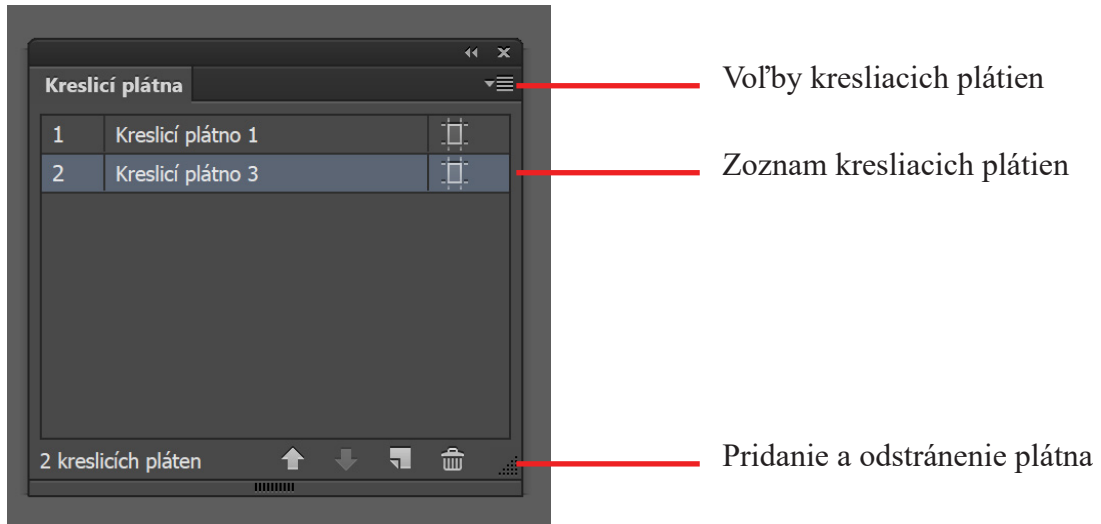 Kreslicí plátna
Voľby kresliacich plátien
1 Kreslicí plátno 1
2 Kreslicí plátno 3
Zoznam kresliacich plátien
2 kreslicích pláten
Pridanie a odstránenie plátna